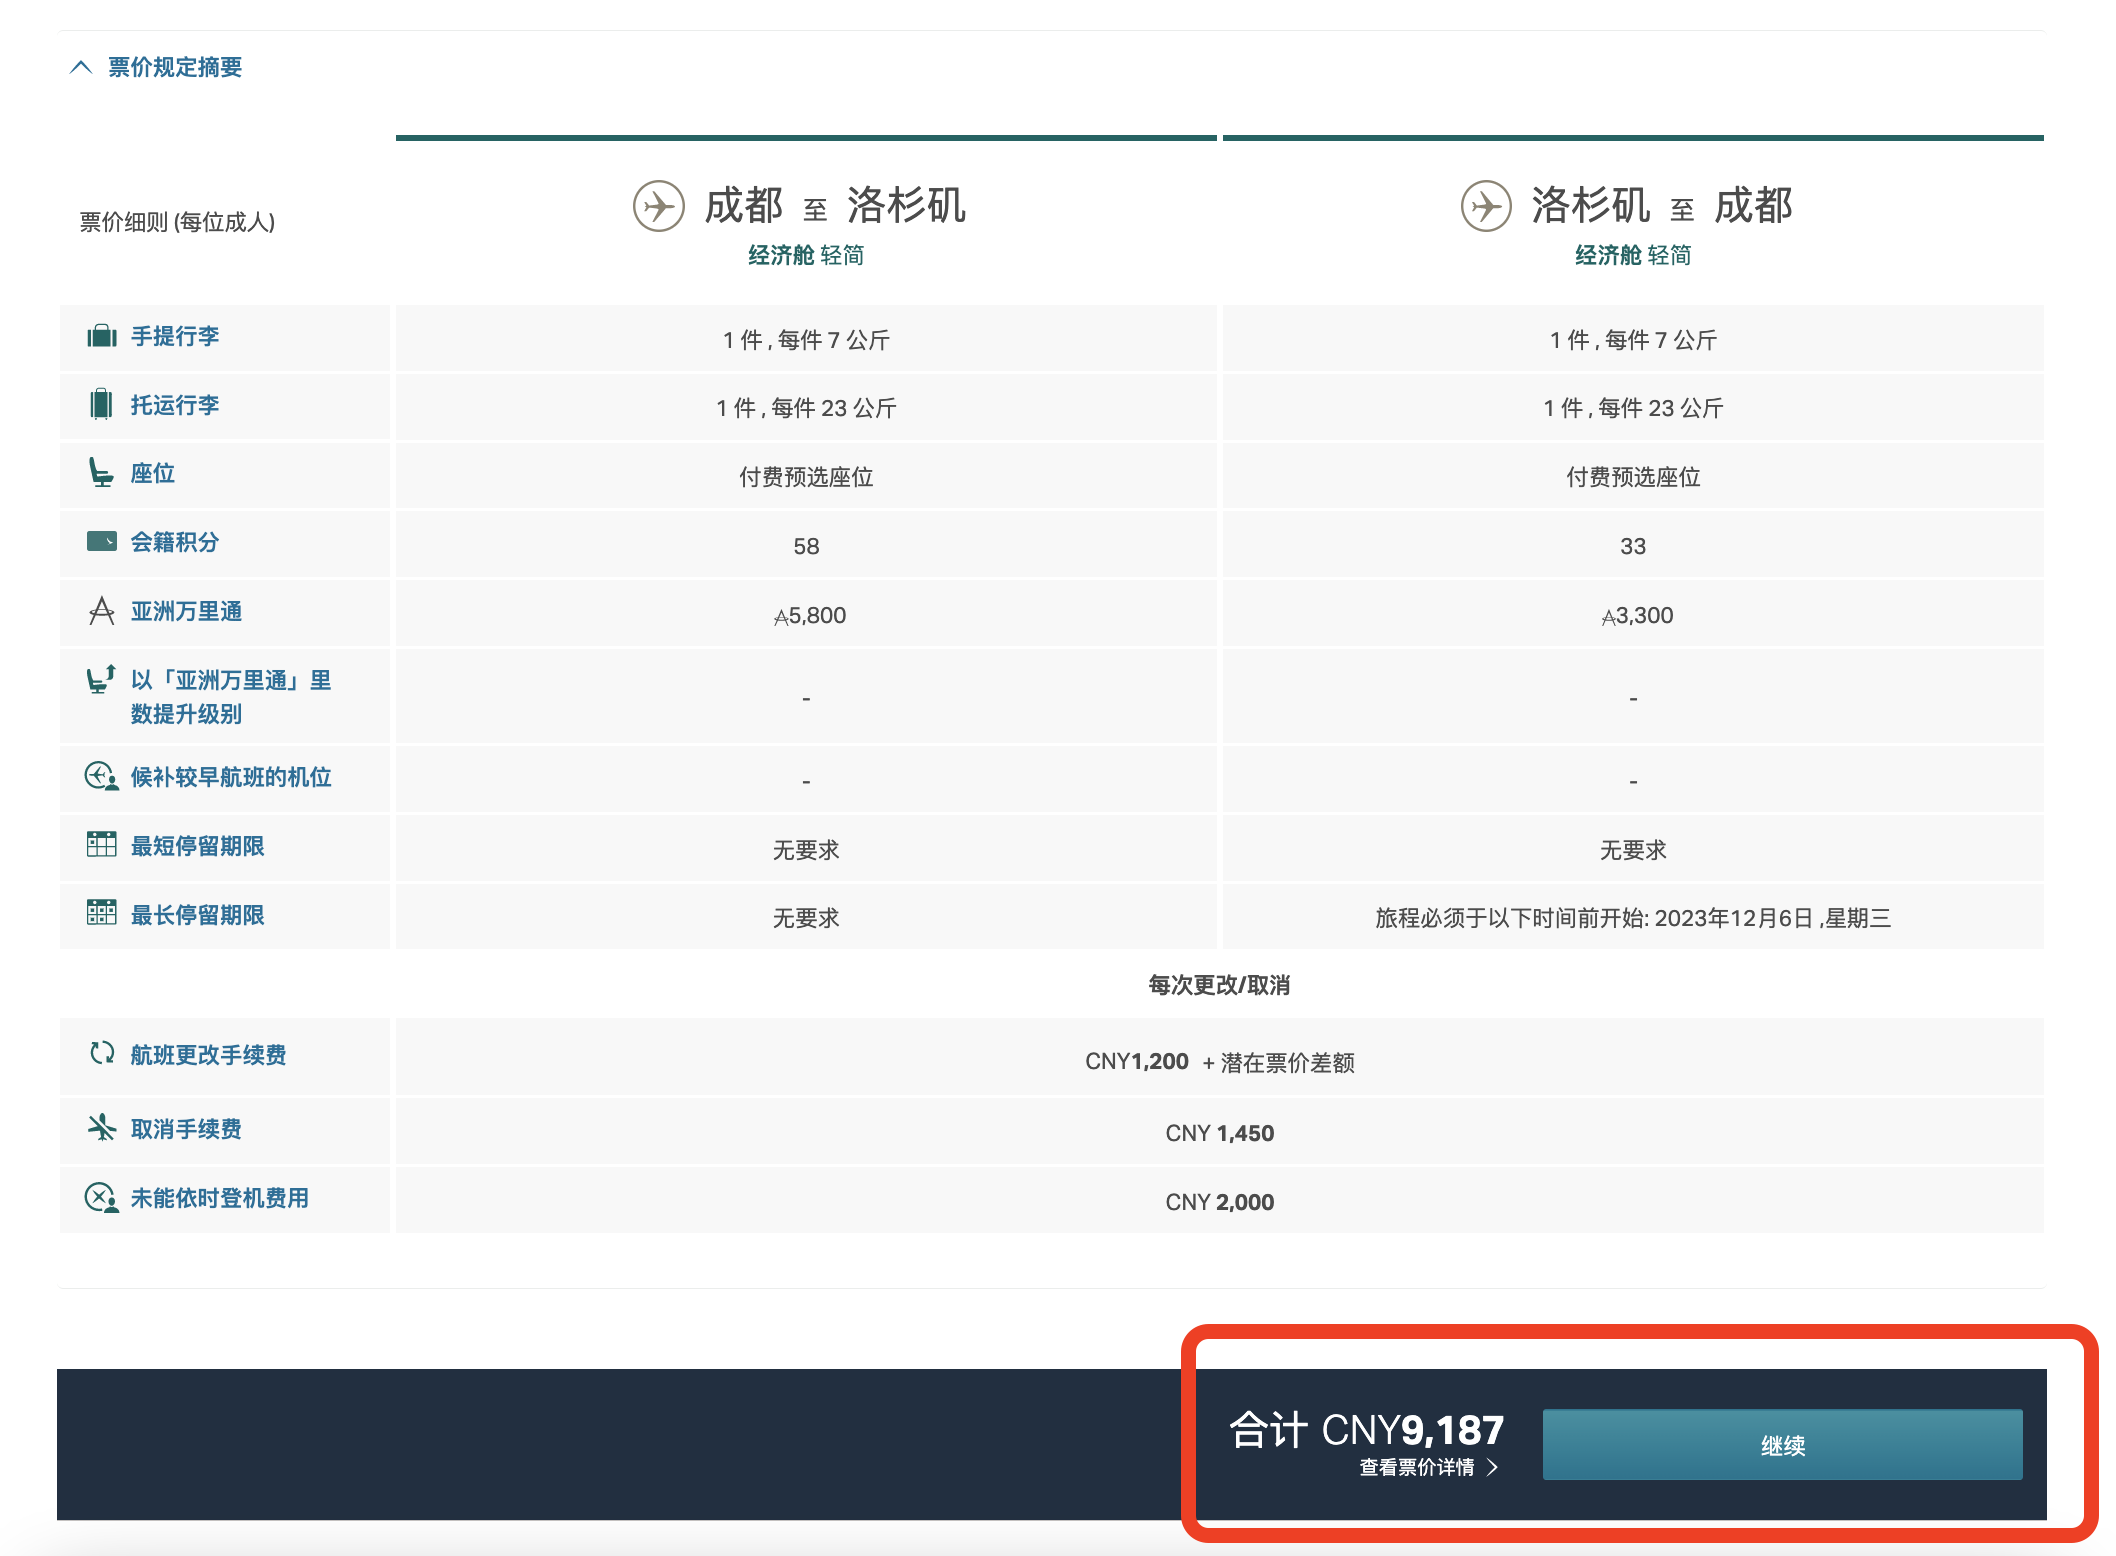 票价规定摘要
票价细则 (每位成人)
成都 至 洛杉矶
经济舱 轻简
洛杉矶 至 成都
经济舱 轻简
手提行李
1 件 , 每件 7 公斤
1 件 , 每件 7 公斤
托运行李
1 件 , 每件 23 公斤
1 件 , 每件 23 公斤
座位
付费预选座位
付费预选座位
会籍积分
58
33
亚洲万里通
5,800
3,300
以「亚洲万里通」里
数提升级别
-
-
候补较早航班的机位
-
-
最短停留期限
无要求
无要求
最长停留期限
无要求
旅程必须于以下时间前开始: 2023年12月6日 ,星期三
每次更改/取消
航班更改手续费
CNY1,200 + 潜在票价差额
取消手续费
CNY 1,450
未能依时登机费用
CNY 2,000
合计 CNY9,187
查看票价详情
继续